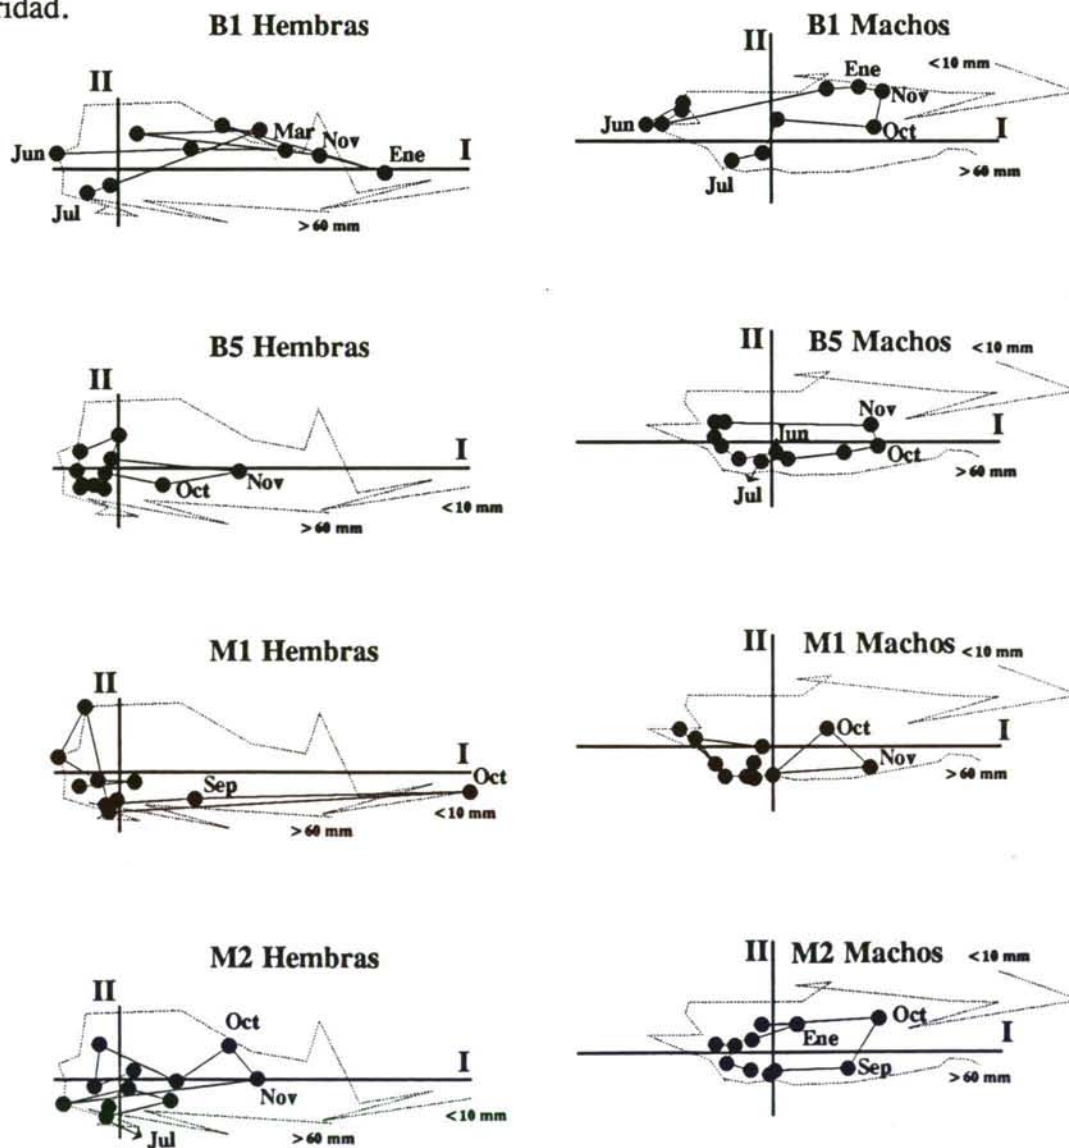 ridad.
B1 Hembras
II
I
Jun
Mar
Nov
Ene
Jul
> 60 mm
B1 Machos
II
I
Ene
< 10 mm
Nov
Jun
Oct
Jul
> 60 mm
B5 Hembras
II
I
Oct
Nov
< 10 mm
> 60 mm
B5 Machos
II
I
< 10 mm
Nov
Jun
Oct
Jul
> 60 mm
M1 Hembras
II
I
Sep
Oct
< 10 mm
> 60 mm
M1 Machos
II
I
< 10 mm
Oct
Nov
> 60 mm
M2 Hembras
II
I
Oct
Nov
Jul
< 10 mm
> 60 mm
M2 Machos
II
I
< 10 mm
Oct
Ene
Sep
> 60 mm